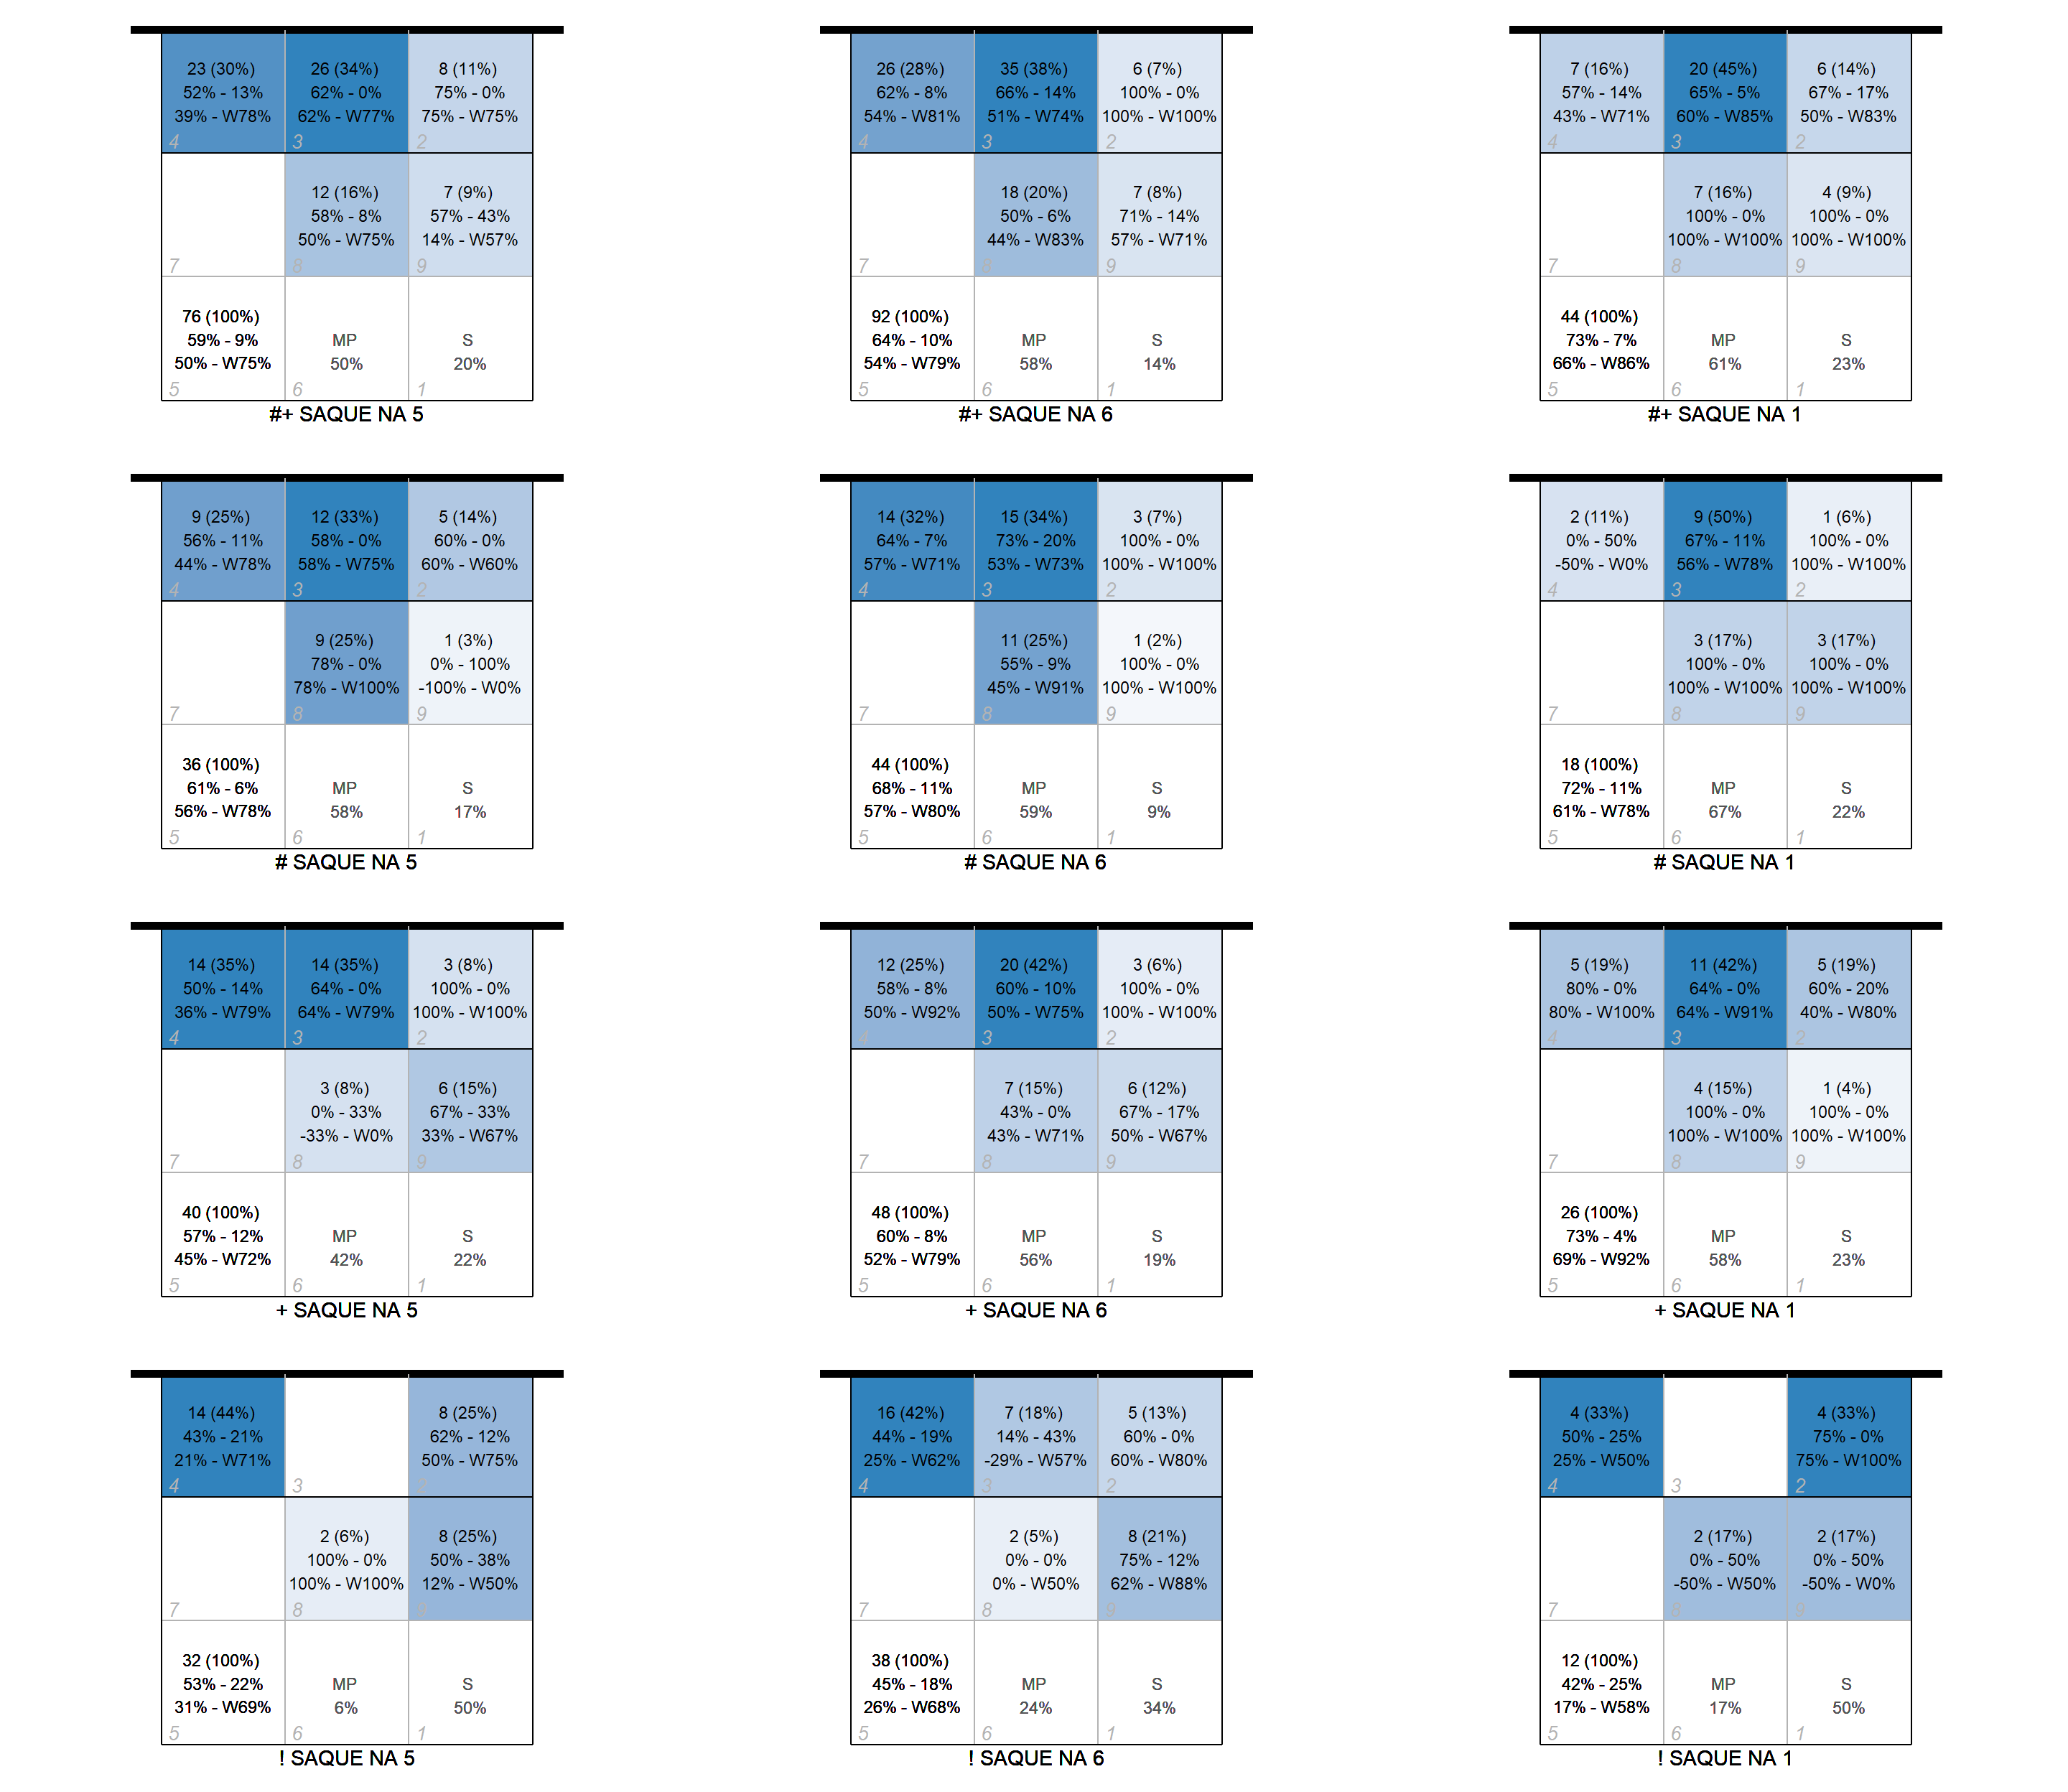 23 (30%)
52% - 13%
39% - W78%
4
26 (34%)
62% - 0%
62% - W77%
3
8 (11%)
75% - 0%
75% - W75%
2
7
12 (16%)
58% - 8%
50% - W75%
8
7 (9%)
57% - 43%
14% - W57%
9
76 (100%)
59% - 9%
50% - W75%
5
MP
50%
6
S
20%
1
#+ SAQUE NA 5
26 (28%)
62% - 8%
54% - W81%
4
35 (38%)
66% - 14%
51% - W74%
3
6 (7%)
100% - 0%
100% - W100%
2
7
18 (20%)
50% - 6%
44% - W83%
8
7 (8%)
71% - 14%
57% - W71%
9
92 (100%)
64% - 10%
54% - W79%
5
MP
58%
6
S
14%
1
#+ SAQUE NA 6
7 (16%)
57% - 14%
43% - W71%
4
20 (45%)
65% - 5%
60% - W85%
3
6 (14%)
67% - 17%
50% - W83%
2
7
7 (16%)
100% - 0%
100% - W100%
8
4 (9%)
100% - 0%
100% - W100%
9
44 (100%)
73% - 7%
66% - W86%
5
MP
61%
6
S
23%
1
#+ SAQUE NA 1
9 (25%)
56% - 11%
44% - W78%
4
12 (33%)
58% - 0%
58% - W75%
3
5 (14%)
60% - 0%
60% - W60%
2
7
9 (25%)
78% - 0%
78% - W100%
8
1 (3%)
0% - 100%
-100% - W0%
9
36 (100%)
61% - 6%
56% - W78%
5
MP
58%
6
S
17%
1
# SAQUE NA 5
14 (32%)
64% - 7%
57% - W71%
4
15 (34%)
73% - 20%
53% - W73%
3
3 (7%)
100% - 0%
100% - W100%
2
7
11 (25%)
55% - 9%
45% - W91%
8
1 (2%)
100% - 0%
100% - W100%
9
44 (100%)
68% - 11%
57% - W80%
5
MP
59%
6
S
9%
1
# SAQUE NA 6
2 (11%)
0% - 50%
-50% - W0%
4
9 (50%)
67% - 11%
56% - W78%
3
1 (6%)
100% - 0%
100% - W100%
2
7
3 (17%)
100% - 0%
100% - W100%
8
3 (17%)
100% - 0%
100% - W100%
9
18 (100%)
72% - 11%
61% - W78%
5
MP
67%
6
S
22%
1
# SAQUE NA 1
14 (35%)
50% - 14%
36% - W79%
4
14 (35%)
64% - 0%
64% - W79%
3
3 (8%)
100% - 0%
100% - W100%
2
7
3 (8%)
0% - 33%
-33% - W0%
8
6 (15%)
67% - 33%
33% - W67%
9
40 (100%)
57% - 12%
45% - W72%
5
MP
42%
6
S
22%
1
+ SAQUE NA 5
12 (25%)
58% - 8%
50% - W92%
4
20 (42%)
60% - 10%
50% - W75%
3
3 (6%)
100% - 0%
100% - W100%
2
7
7 (15%)
43% - 0%
43% - W71%
8
6 (12%)
67% - 17%
50% - W67%
9
48 (100%)
60% - 8%
52% - W79%
5
MP
56%
6
S
19%
1
+ SAQUE NA 6
5 (19%)
80% - 0%
80% - W100%
4
11 (42%)
64% - 0%
64% - W91%
3
5 (19%)
60% - 20%
40% - W80%
2
7
4 (15%)
100% - 0%
100% - W100%
8
1 (4%)
100% - 0%
100% - W100%
9
26 (100%)
73% - 4%
69% - W92%
5
MP
58%
6
S
23%
1
+ SAQUE NA 1
14 (44%)
43% - 21%
21% - W71%
4
3
8 (25%)
62% - 12%
50% - W75%
2
7
2 (6%)
100% - 0%
100% - W100%
8
8 (25%)
50% - 38%
12% - W50%
9
32 (100%)
53% - 22%
31% - W69%
5
MP
6%
6
S
50%
1
! SAQUE NA 5
16 (42%)
44% - 19%
25% - W62%
4
7 (18%)
14% - 43%
-29% - W57%
3
5 (13%)
60% - 0%
60% - W80%
2
7
2 (5%)
0% - 0%
0% - W50%
8
8 (21%)
75% - 12%
62% - W88%
9
38 (100%)
45% - 18%
26% - W68%
5
MP
24%
6
S
34%
1
! SAQUE NA 6
4 (33%)
50% - 25%
25% - W50%
4
3
4 (33%)
75% - 0%
75% - W100%
2
7
2 (17%)
0% - 50%
-50% - W50%
8
2 (17%)
0% - 50%
-50% - W0%
9
12 (100%)
42% - 25%
17% - W58%
5
MP
17%
6
S
50%
1
! SAQUE NA 1